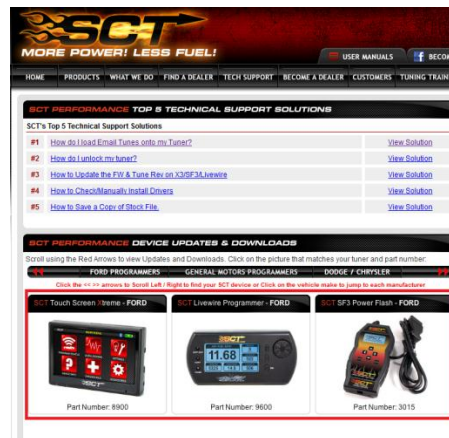 SCT
MORE POWER! LESS FUEL!
USER MANUALS
HOME PRODUCTS WHAT WE DO FIND A DEALER TECH SUPPORT BECOME A DEALER CUSTOMERS TUNING
SCT PERFORMANCE TOP 5 TECHNICAL SUPPORT SOLUTIONS
SCT's Top 5 Technical Support Solutions
#1 How do I load Email Tunes onto my Tuner? View Solution
#2 How do I unlock my tuner? View Solution
#3 How to Update the FW & Tune Rev on X3/SF3/Livewire View Solution
#4 How to Check/Manually Install Drivers View Solution
#5 How to Save a Copy of Stock File. View Solution
SCT PERFORMANCE DEVICE UPDATES & DOWNLOADS
Scroll using the Red Arrows to view Updates and Downloads. Click on the picture that matches your tuner and part number:
FORD PROGRAMMERS GENERAL MOTORS PROGRAMMERS DODGE / CHRYSLER
Click the << >> arrows to Scroll Left / Right to find your SCT device or Click on the vehicle make to jump to each manufacturer
SCT Touch Screen Xtreme - FORD SCT Livewire Programmer - FORD SCT SF3 Power Flash - FORD
SCT
11.68
SCT
Part Number: 8900 Part Number: 9600 Part Number: 3015